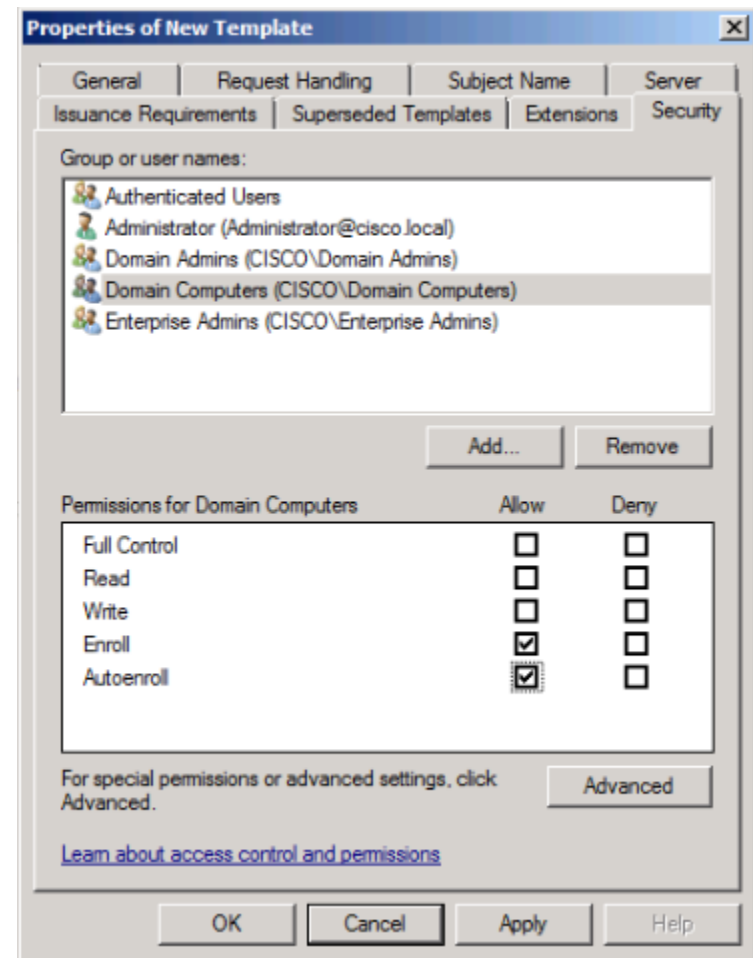 Properties of New Template
General Request Handling Subject Name Server
Issuance Requirements Superseded Templates Extensions Security
Group or user names:
Authenticated Users
Administrator (Administrator@cisco.local)
Domain Admins (CISCO\Domain Admins)
Domain Computers (CISCO\Domain Computers)
Enterprise Admins (CISCO\Enterprise Admins)
Add... Remove
Permissions for Domain Computers Allow Deny
Full Control
Read
Write
Enroll
Autoenroll
For special permissions or advanced settings, click
Advanced.
Advanced
Learn about access control and permissions
OK Cancel Apply Help